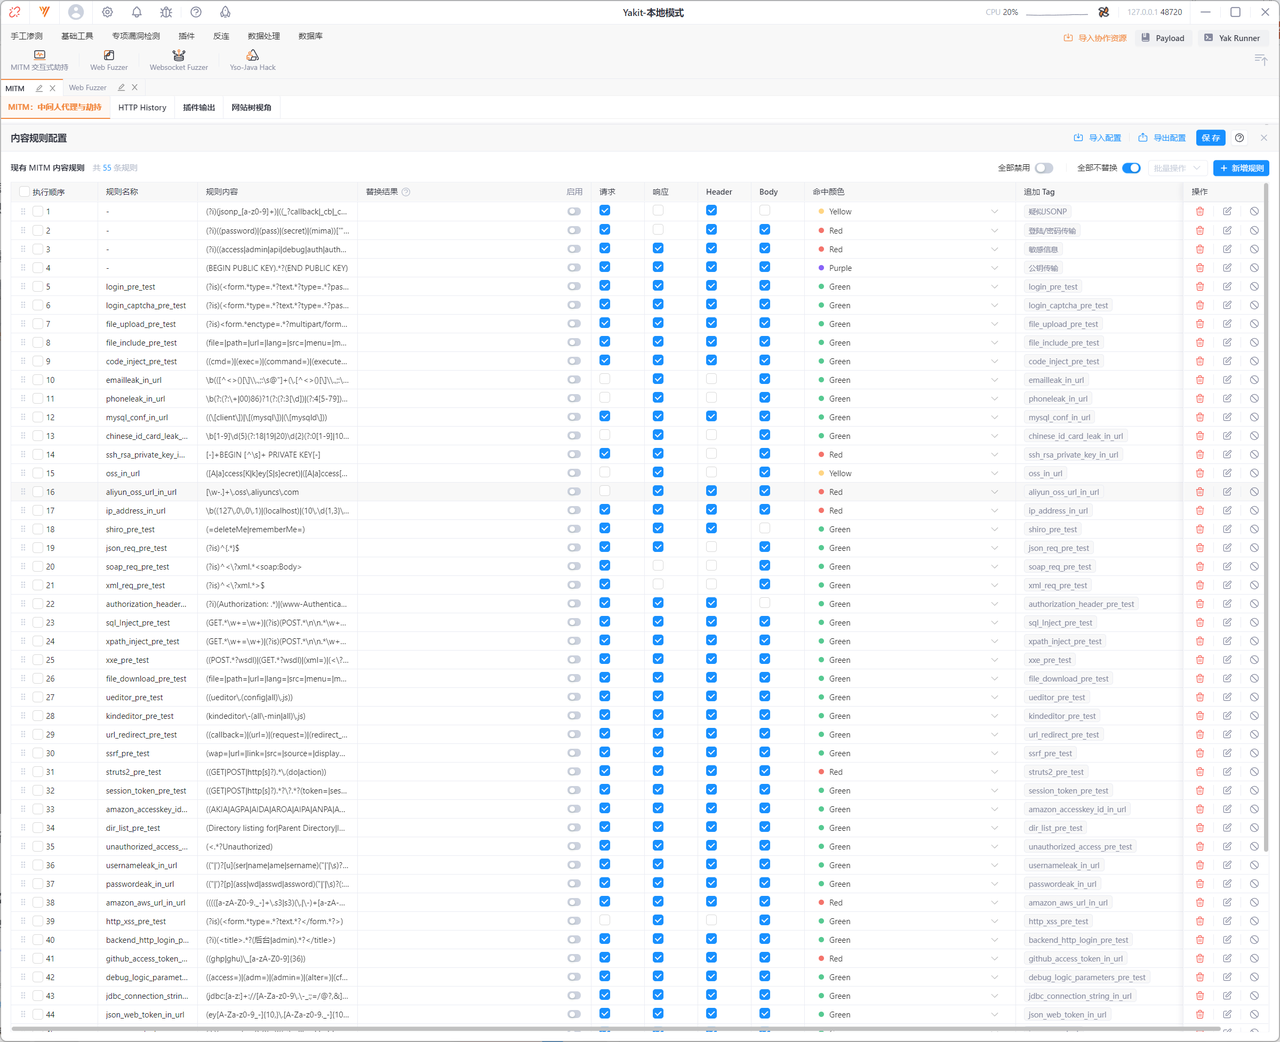 Yakit-本地模式
CPU 20%
127.0.0.1 48720
手工渗测 基础工具 专项漏洞检测 插件 反连 数据处理 数据库
导入协作资源 Payload Yak Runner
MITM 交互式劫持 Web Fuzzer Websocket Fuzzer Yso-Java Hack
MITM Web Fuzzer
MITM：中间人代理与劫持 HTTP History 插件输出 网站树视角
内容规则配置 导入配置 导出配置 保 存
现有 MITM 内容规则 共 55 条规则 全部禁用 全部不替换 批量操作 新增规则
执行顺序 规则名称 规则内容 替换结果 启用 请求 响应 Header Body 命中颜色 追加 Tag 操作
1 - (?i)(jsonp_[a-z0-9]+)|((_?callback|_cb|_c... Yellow 疑似JSONP
2 - (?i)((password)|(pass)|(secret)|(mima))['"... Red 登陆/密码传输
3 - (?i)((access|admin|api|debug|auth|auth... Red 敏感信息
4 - (BEGIN PUBLIC KEY).*?(END PUBLIC KEY) Purple 公钥传输
5 login_pre_test (?is)(<form.*type=.*?text.*?type=.*?pas... Green login_pre_test
6 login_captcha_pre_test (?is)(<form.*type=.*?text.*?type=.*?pas... Green login_captcha_pre_test
7 file_upload_pre_test (?is)<form.*enctype=.*?multipart/form... Green file_upload_pre_test
8 file_include_pre_test (file=|path=|url=|lang=|src=|menu=|m... Green file_include_pre_test
9 code_inject_pre_test ((cmd=)|(exec=)|(command=)|(execute... Green code_inject_pre_test
10 emailleak_in_url Green emailleak_in_url
11 phoneleak_in_url \b(?:(?:\+|00)86)?1(?:(?:3[\d])|(?:4[5-79])... Green phoneleak_in_url
12 mysql_conf_in_url ((\[client\])|\[(mysql\])|(\[mysqld\])) Green mysql_conf_in_url
13 chinese_id_card_leak_... \b[1-9]\d{5}(?:18|19|20)\d{2}(?:0[1-9]|10... Green chinese_id_card_leak_in_url
14 ssh_rsa_private_key_i... [-]+BEGIN [^\s]+ PRIVATE KEY[-] Red ssh_rsa_private_key_in_url
15 oss_in_url ([A|a]ccess[K|k]ey[S|s]ecret)|([A|a]ccess[... Yellow oss_in_url
16 aliyun_oss_url_in_url [\w-.]+\.oss\.aliyuncs\.com Red aliyun_oss_url_in_url
17 ip_address_in_url \b((127\.0\.0\.1)|(localhost)|(10\.\d{1,3}\... Red ip_address_in_url
18 shiro_pre_test (=deleteMe|rememberMe=) Green shiro_pre_test
19 json_req_pre_test (?is)^{.*}$ Green json_req_pre_test
20 soap_req_pre_test (?is)^<\?xml.*<soap:Body> Green soap_req_pre_test
21 xml_req_pre_test (?is)^<\?xml.*>$ Green xml_req_pre_test
22 authorization_header... (?i)(Authorization: .*)|(www-Authentica... Green authorization_header_pre_test
23 sql_Inject_pre_test (GET.*\w+=\w+)|(?is)(POST.*\n\n.*\w+... Green sql_Inject_pre_test
24 xpath_Inject_pre_test (GET.*\w+=\w+)|(?is)(POST.*\n\n.*\w+... Green xpath_Inject_pre_test
25 xxe_pre_test ((POST.*?wsdl)|(GET.*?wsdl)|(xml=)|(<\?... Green xxe_pre_test
26 file_download_pre_test (file=|path=|url=|lang=|src=|menu=|m... Green file_download_pre_test
27 ueditor_pre_test ((ueditor\.(config|all)\.js)) Green ueditor_pre_test
28 kindeditor_pre_test (kindeditor\-(all\-min|all)\.js) Green kindeditor_pre_test
29 url_redirect_pre_test ((callback=)|(url=)|(request=)|(redirect_... Green url_redirect_pre_test
30 ssrf_pre_test (wap=|url=|link=|src=|source=|display... Green ssrf_pre_test
31 struts2_pre_test ((GET|POST|http[s]?).*\.(do|action)) Red struts2_pre_test
32 session_token_pre_test ((GET|POST|http[s]?).*?\?.*?(token=|ses... Green session_token_pre_test
33 amazon_accesskey_id... ((AKIA|AGPA|AIDA|AROA|AIPA|ANPA|A... Green amazon_accesskey_id_in_url
34 dir_list_pre_test (Directory listing for|Parent Directory|I... Green dir_list_pre_test
35 unauthorized_access_... (<.*?Unauthorized) Green unauthorized_access_pre_test
36 usernameleak_in_url (("|')?[u](ser|name|ame|sername)("|'|\s)?... Green usernameleak_in_url
37 passwordeak_in_url (("|')?[p](ass|wd|asswd|assword)("|'|\s)?(:... Green passwordeak_in_url
38 amazon_aws_url_in_url Red amazon_aws_url_in_url
39 http_xss_pre_test (?is)(<form.*type=.*?text.*?</form.*?>) Green http_xss_pre_test
40 backend_http_login_p... (?i)(<title>.*?(后台|admin).*?</title>) Green backend_http_login_pre_test
41 github_access_token_... ((ghp|ghu)\_[a-zA-Z0-9]{36}) Red github_access_token_in_url
42 debug_logic_paramet... ((access=)|(adm=)|(admin=)|(alter=)|(cf... Green debug_logic_parameters_pre_test
43 jdbc_connection_strin... (jdbc:[a-z:]+://[A-Za-z0-9\.\-_:;=/@?,&]... Green jdbc_connection_string_in_url
44 json_web_token_in_url (ey[A-Za-z0-9_-]{10,}\.[A-Za-z0-9._-]{10... Green json_web_token_in_url